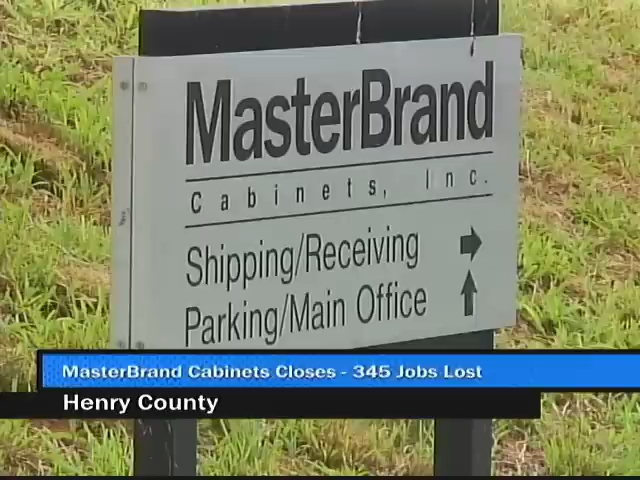 MasterBrand
Cabinets, Inc.
Shipping/Receiving →
Parking/Main Office ↑
MasterBrand Cabinets Closes - 345 Jobs Lost
Henry County